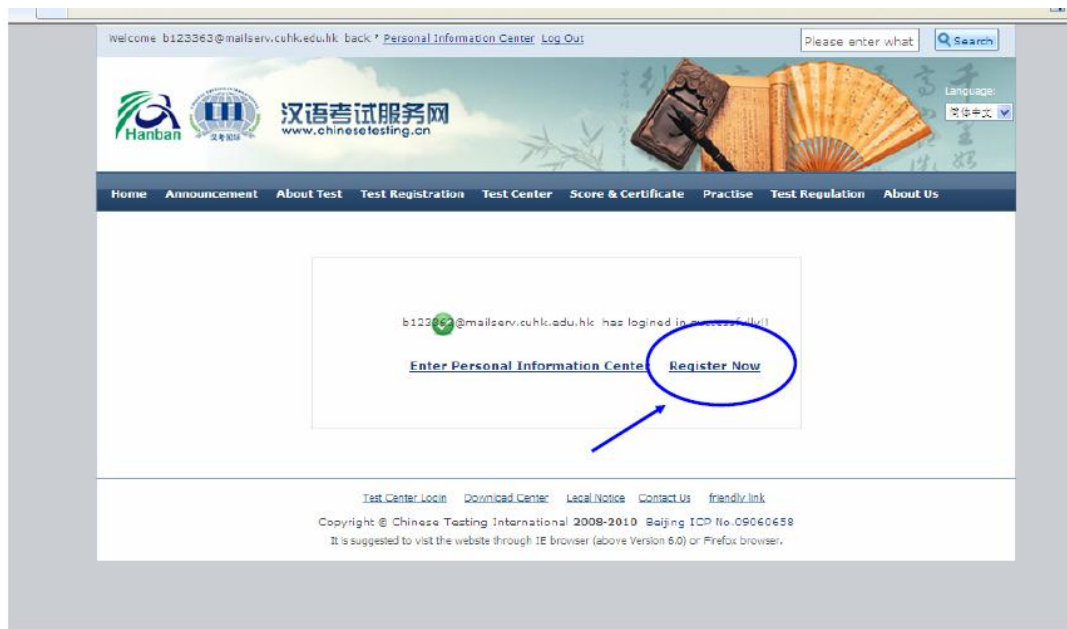 Welcome b123363@mailserv.cuhk.edu.hk back ! Personal Information Center Log Out
Please enter what
Search
Language:
简体中文
Hanban
汉考国际
汉语考试服务网
www.chinesetesting.cn
Home Announcement About Test Test Registration Test Center Score & Certificate Practise Test Regulation About Us
b123363@mailserv.cuhk.edu.hk has logined in successfully!!
Enter Personal Information Center Register Now
Test Center Login Download Center Legal Notice Contact Us friendly link
Copyright © Chinese Testing International 2008-2010 Beijing ICP No.09060658
It is suggested to visit the website through IE browser (above Version 6.0) or Firefox browser.